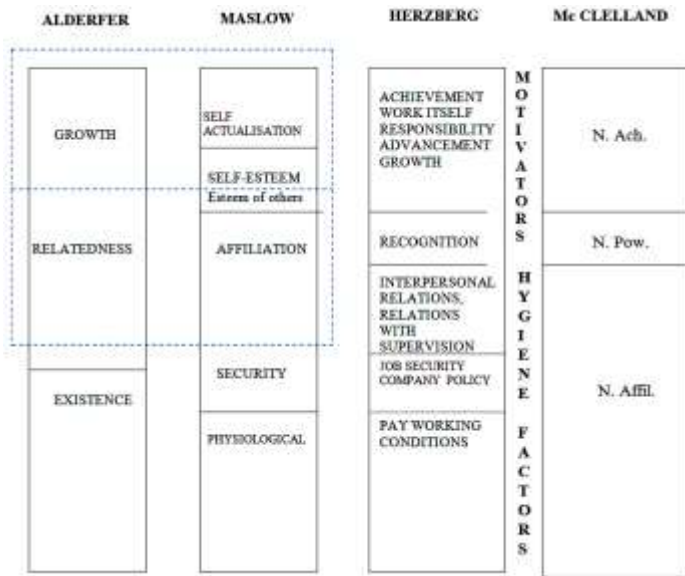 ALDERFER
MASLOW
HERZBERG
Mc CLELLAND
GROWTH
RELATEDNESS
EXISTENCE
SELF
ACTUALISATION
SELF-ESTEEM
Esteem of others
AFFILIATION
SECURITY
PHYSIOLOGICAL
ACHIEVEMENT
WORK ITSELF
RESPONSIBILITY
ADVANCEMENT
GROWTH
RECOGNITION
INTERPERSONAL
RELATIONS,
RELATIONS
WITH
SUPERVISION
JOB SECURITY
COMPANY POLICY
PAY WORKING
CONDITIONS
MOTIVATORS
HYGIENE FACTORS
N. Ach.
N. Pow.
N. Affil.